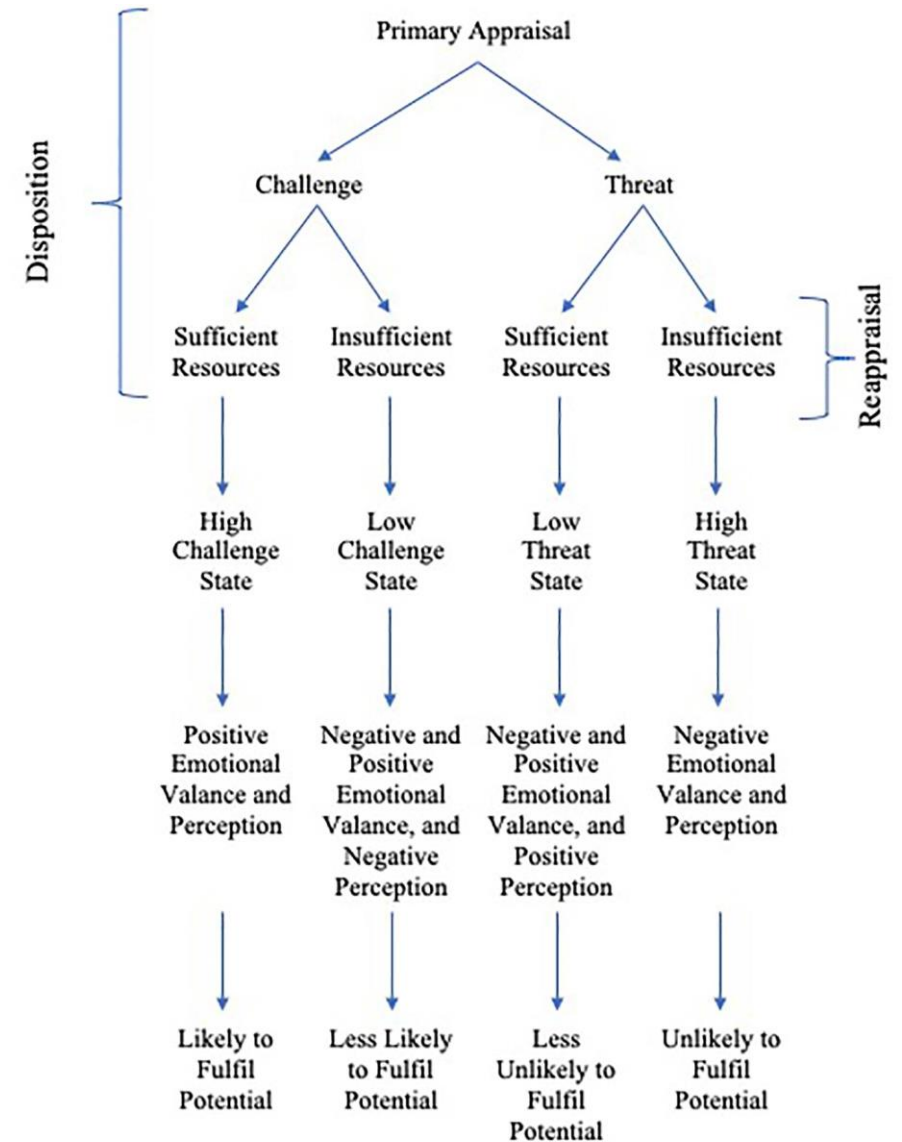 Primary Appraisal
Disposition
Challenge
Threat
Sufficient
Resources
Insufficient
Resources
Sufficient
Resources
Insufficient
Resources
Reappraisal
High
Challenge
State
Low
Challenge
State
Low
Threat
State
High
Threat
State
Positive
Emotional
Valance and
Perception
Negative and
Positive
Emotional
Valance, and
Negative
Perception
Negative and
Positive
Emotional
Valance, and
Positive
Perception
Negative
Emotional
Valance and
Perception
Likely to
Fulfil
Potential
Less Likely
to Fulfil
Potential
Less
Unlikely to
Fulfil
Potential
Unlikely to
Fulfil
Potential